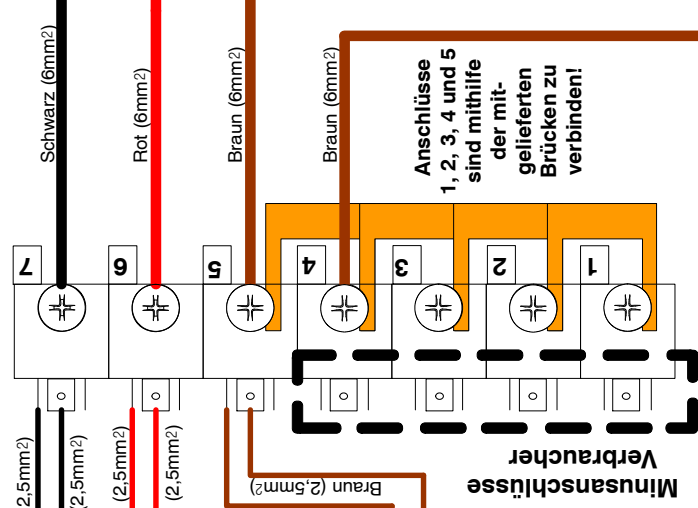 Schwarz (6mm²)
Rot (6mm²)
Braun (6mm²)
Braun (6mm²)
Anschlüsse
1, 2, 3, 4 und 5
sind mithilfe
der mit-
gelieferten
Brücken zu
verbinden!
7
6
5
4
3
2
1
2,5mm²)
(2,5mm²)
(2,5mm²)
(2,5mm²)
Braun (2,5mm²)
Minusanschlüsse
Verbraucher